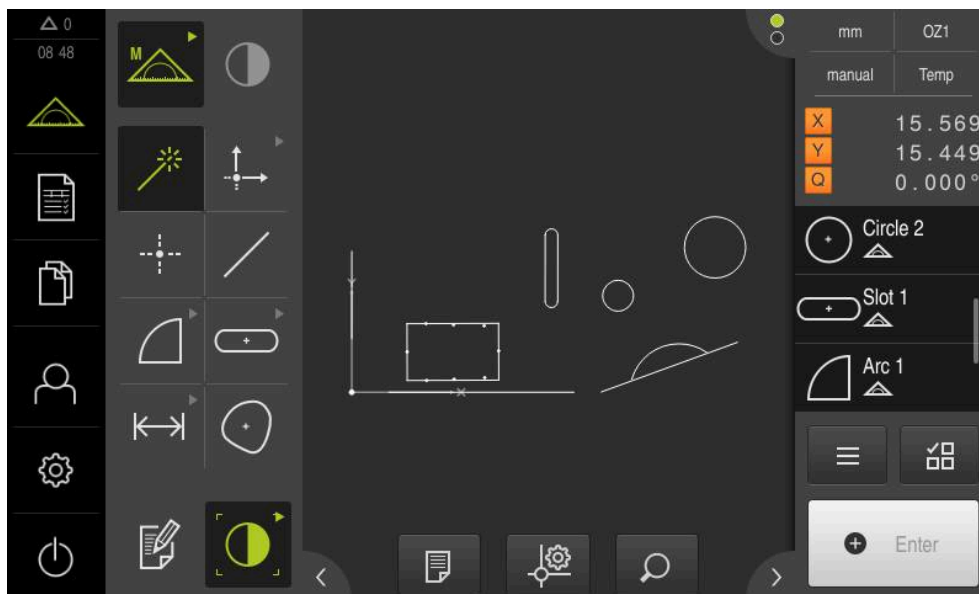 0
08 48
M
mm OZ1
manual Temp
X 15.569
Y 15.449
Q 0.000°
Circle 2
Slot 1
Arc 1
Y
X
Enter